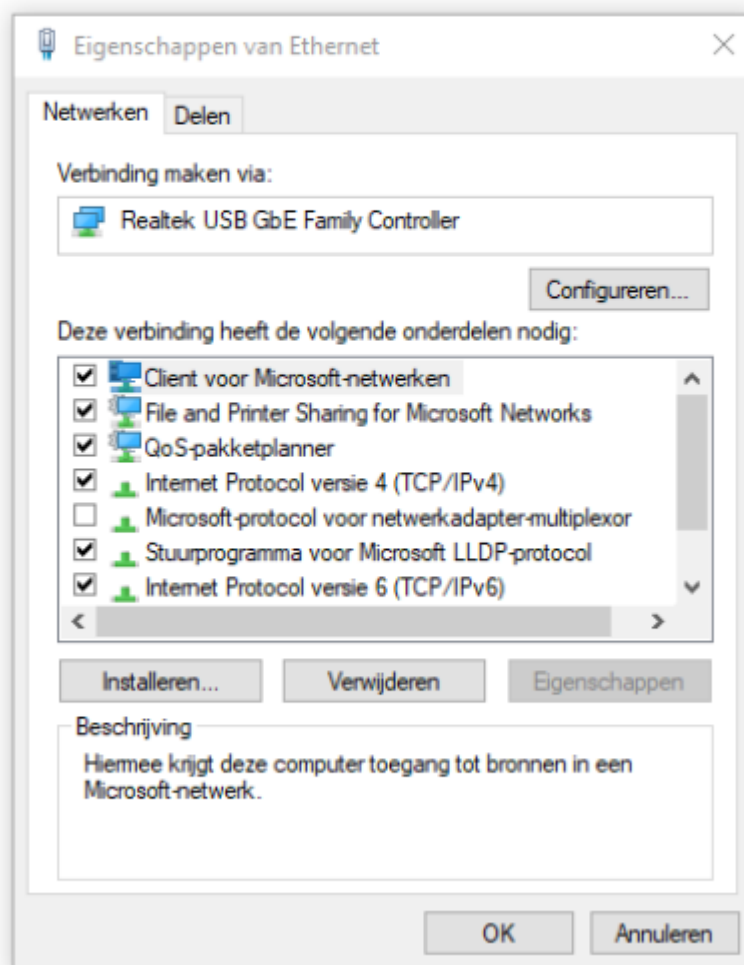 Eigenschappen van Ethernet
Netwerken
Delen
Verbinding maken via:
Realtek USB GbE Family Controller
Configureren...
Deze verbinding heeft de volgende onderdelen nodig:
Client voor Microsoft-netwerken
File and Printer Sharing for Microsoft Networks
QoS-pakketplanner
Internet Protocol versie 4 (TCP/IPv4)
Microsoft-protocol voor netwerkadapter-multiplexor
Stuurprogramma voor Microsoft LLDP-protocol
Internet Protocol versie 6 (TCP/IPv6)
Installeren...
Verwijderen
Eigenschappen
Beschrijving
Hiermee krijgt deze computer toegang tot bronnen in een
Microsoft-netwerk.
OK
Annuleren